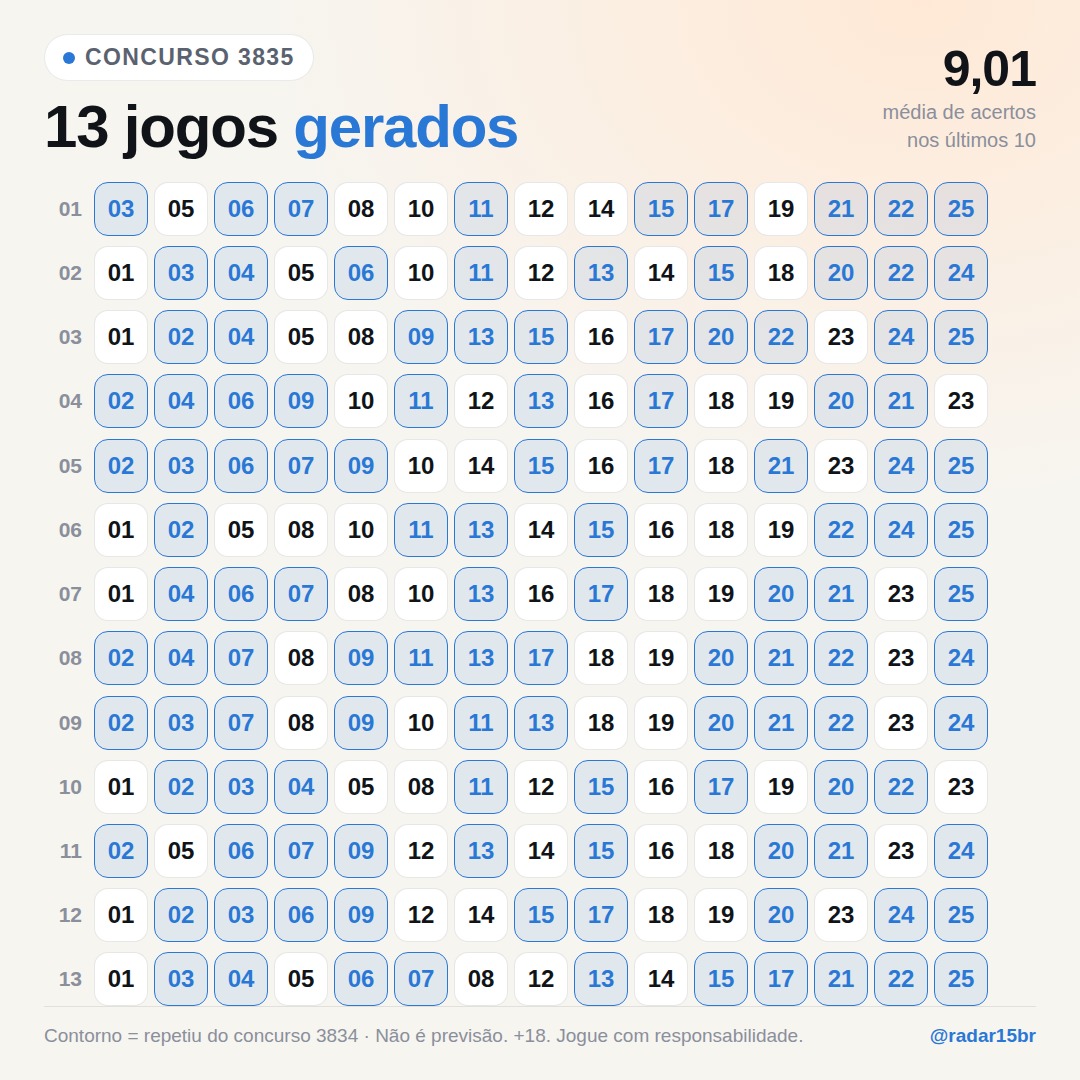 CONCURSO 3835
13 jogos gerados
9,01
média de acertos
nos últimos 10
01 03 05 06 07 08 10 11 12 14 15 17 19 21 22 25
02 01 03 04 05 06 10 11 12 13 14 15 18 20 22 24
03 01 02 04 05 08 09 13 15 16 17 20 22 23 24 25
04 02 04 06 09 10 11 12 13 16 17 18 19 20 21 23
05 02 03 06 07 09 10 14 15 16 17 18 21 23 24 25
06 01 02 05 08 10 11 13 14 15 16 18 19 22 24 25
07 01 04 06 07 08 10 13 16 17 18 19 20 21 23 25
08 02 04 07 08 09 11 13 17 18 19 20 21 22 23 24
09 02 03 07 08 09 10 11 13 18 19 20 21 22 23 24
10 01 02 03 04 05 08 11 12 15 16 17 19 20 22 23
11 02 05 06 07 09 12 13 14 15 16 18 20 21 23 24
12 01 02 03 06 09 12 14 15 17 18 19 20 23 24 25
13 01 03 04 05 06 07 08 12 13 14 15 17 21 22 25
Contorno = repetiu do concurso 3834 · Não é previsão. +18. Jogue com responsabilidade.
@radar15br